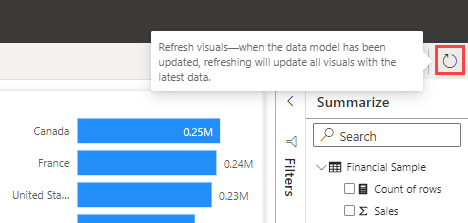 Refresh visuals—when the data model has been
updated, refreshing will update all visuals with the
latest data.
Canada 0.25M
France 0.24M
United Sta... 0.23M
Filters
Summarize
Search
Financial Sample
Count of rows
Σ Sales